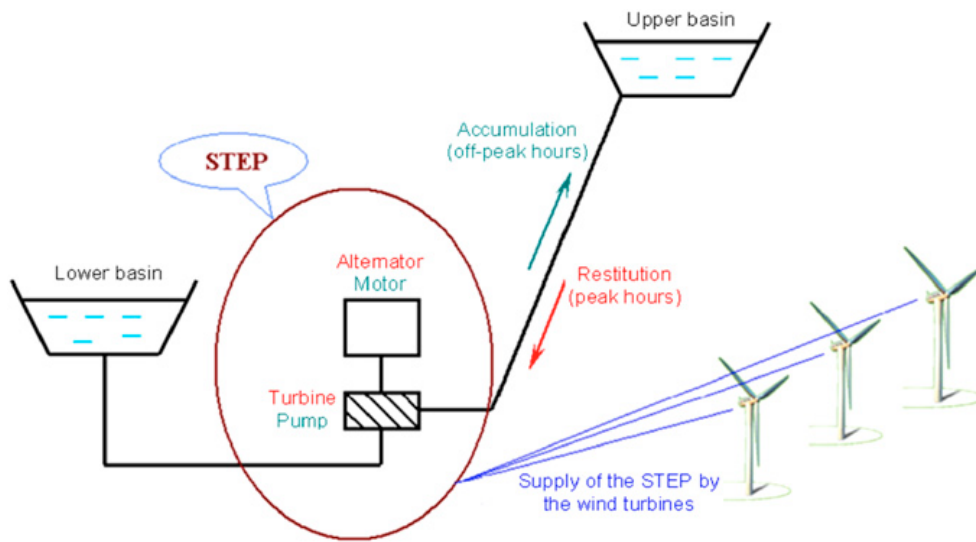 Upper basin
Accumulation
(off-peak hours)
STEP
Lower basin
Alternator
Motor
Restitution
(peak hours)
Turbine
Pump
Supply of the STEP by
the wind turbines